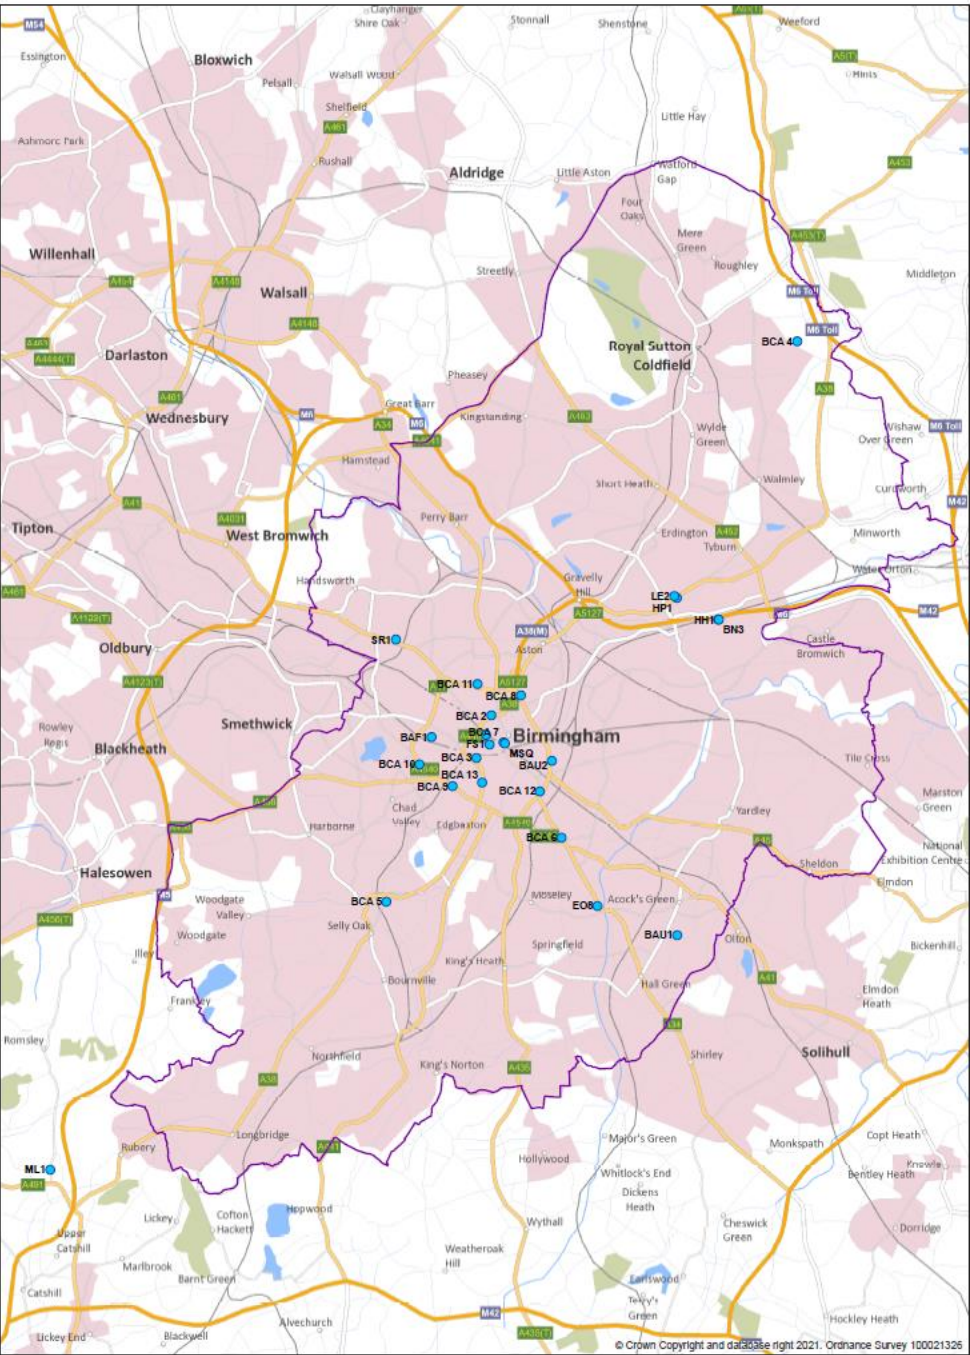 M54
Clayhanger
Shire Oak
Stonnall
Shenstone
Weeford
Essington
Bloxwich
Pelsall
Walsall Wood
A5(T)
Hints
Shelfield
A461
Little Hay
Ashmore Park
Rushall
Aldridge
Little Aston
Watford
Gap
A453
Four
Oaks
Mere
Green
A453(T)
Willenhall
Streetly
Roughley
Middleton
A454
A4148
Walsall
M6 Toll
A4148
M6 Toll
BCA 4
Darlaston
A4444(T)
Royal Sutton
Coldfield
Pheasey
A38
A461
Great Barr
Wednesbury
M6
A34
M6
Kingstanding
Wylde
Green
Wishaw
Over Green
M6 Toll
Hamstead
Short Heath
Walmley
Curdworth
M42
A41
A4031
Perry Barr
Tipton
West Bromwich
Erdington
A452
Tyburn
Minworth
Water Orton
Handsworth
Gravelly
Hill
A461
LE2
HP1
M42
A5127
HH1
BN3
M6
A38(M)
SR1
Aston
Castle
Bromwich
Oldbury
A4123(T)
BCA 11
A5127
BCA 8
A38
BCA 2
Smethwick
Rowley
Regis
BAF1
BCA 7
FS1
Birmingham
MSQ
Blackheath
BCA 3
BAU2
Tile Cross
BCA 10
BCA 13
BCA 9
BCA 12
Marston
Green
Chad
Valley
Yardley
Harborne
Edgbaston
A4540
BCA 6
A45
National
Exhibition Centre
Sheldon
Elmdon
Halesowen
M5
Woodgate
Valley
BCA 5
Moseley
EO8
Acock's Green
A456(T)
Selly Oak
Woodgate
BAU1
Olton
Illey
Springfield
Bickenhill
King's Heath
A41
Bournville
Hall Green
Elmdon
Heath
Frankley
A34
Romsley
Northfield
Shirley
Solihull
King's Norton
A435
A38
Longbridge
A441
Rubery
Major's Green
Monkspath
Copt Heath
Hollywood
Knowle
ML1
A491
Whitlock's End
Bentley Heath
Dickens
Heath
Lickey
Cofton
Hackett
Hopwood
Wythall
Cheswick
Green
Dorridge
Upper
Catshill
Weatheroak
Hill
Marlbrook
Barnt Green
Earlswood
Catshill
Terry's
Green
M42
Alvechurch
Hockley Heath
Lickey End
Blackwell
A435(T)
© Crown Copyright and database right 2021. Ordnance Survey 100021326